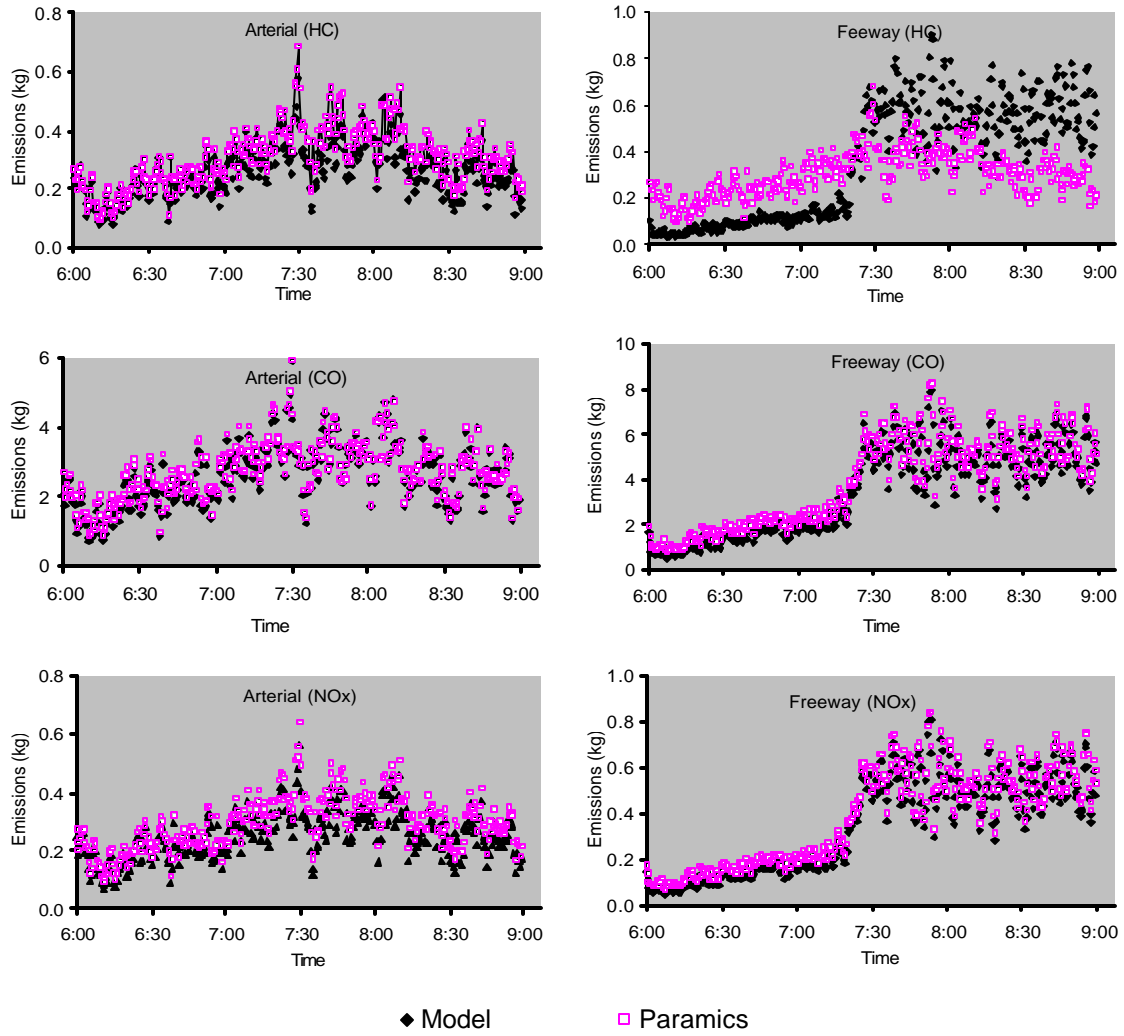 Arterial (HC)
Emissions (kg)
0.8
0.6
0.4
0.2
0.0
6:00 6:30 7:00 7:30 8:00 8:30 9:00
Time
Feeway (HC)
Emissions (kg)
1.0
0.8
0.6
0.4
0.2
0.0
6:00 6:30 7:00 7:30 8:00 8:30 9:00
Time
Arterial (CO)
Emissions (kg)
6
4
2
0
6:00 6:30 7:00 7:30 8:00 8:30 9:00
Time
Freeway (CO)
Emissions (kg)
10
8
6
4
2
0
6:00 6:30 7:00 7:30 8:00 8:30 9:00
Time
Arterial (NOx)
Emissions (kg)
0.8
0.6
0.4
0.2
0.0
6:00 6:30 7:00 7:30 8:00 8:30 9:00
Time
Freeway (NOx)
Emissions (kg)
1.0
0.8
0.6
0.4
0.2
0.0
6:00 6:30 7:00 7:30 8:00 8:30 9:00
Time
Model
Paramics